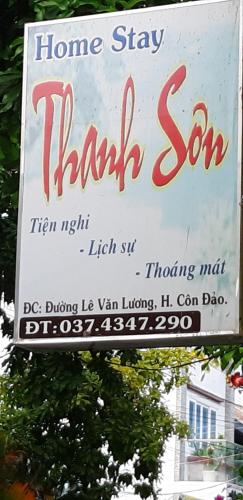 Home Stay
Thanh Sơn
Tiện nghi
- Lịch sự
- Thoáng mát
ĐC: Đường Lê Văn Lương, H. Côn Đảo.
ĐT: 037.4347.290